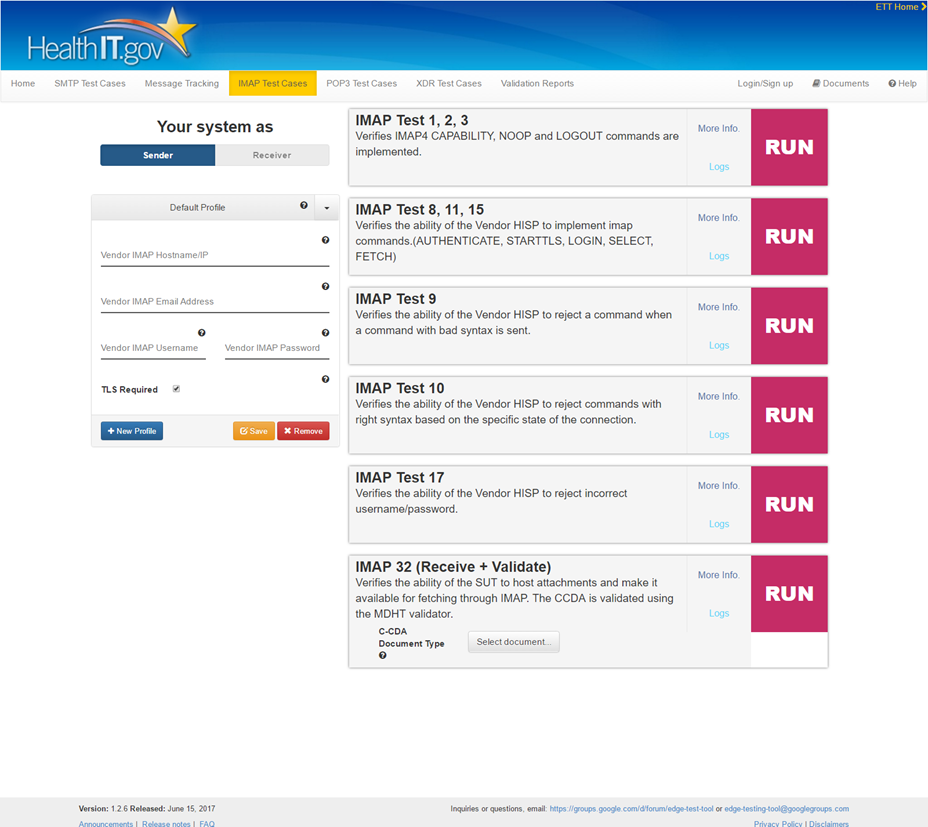 ETT Home
HealthIT.gov
Home SMTP Test Cases Message Tracking IMAP Test Cases POP3 Test Cases XDR Test Cases Validation Reports Login/Sign up Documents Help
Your system as
Sender Receiver
Default Profile
Vendor IMAP Hostname/IP
Vendor IMAP Email Address
Vendor IMAP Username Vendor IMAP Password
TLS Required
New Profile Save Remove
IMAP Test 1, 2, 3
Verifies IMAP4 CAPABILITY, NOOP and LOGOUT commands are
implemented.
More Info.
Logs
RUN
IMAP Test 8, 11, 15
Verifies the ability of the Vendor HISP to implement imap
commands.(AUTHENTICATE, STARTTLS, LOGIN, SELECT,
FETCH)
More Info.
Logs
RUN
IMAP Test 9
Verifies the ability of the Vendor HISP to reject a command when
a command with bad syntax is sent.
More Info.
Logs
RUN
IMAP Test 10
Verifies the ability of the Vendor HISP to reject commands with
right syntax based on the specific state of the connection.
More Info.
Logs
RUN
IMAP Test 17
Verifies the ability of the Vendor HISP to reject incorrect
username/password.
More Info.
Logs
RUN
IMAP 32 (Receive + Validate)
Verifies the ability of the SUT to host attachments and make it
available for fetching through IMAP. The CCDA is validated using
the MDHT validator.
More Info.
Logs
RUN
C-CDA
Document Type
Select document...
Version: 1.2.6 Released: June 15, 2017
Announcements | Release notes | FAQ
Inquiries or questions, email: https://groups.google.com/d/forum/edge-test-tool or edge-testing-tool@googlegroups.com
Privacy Policy | Disclaimers